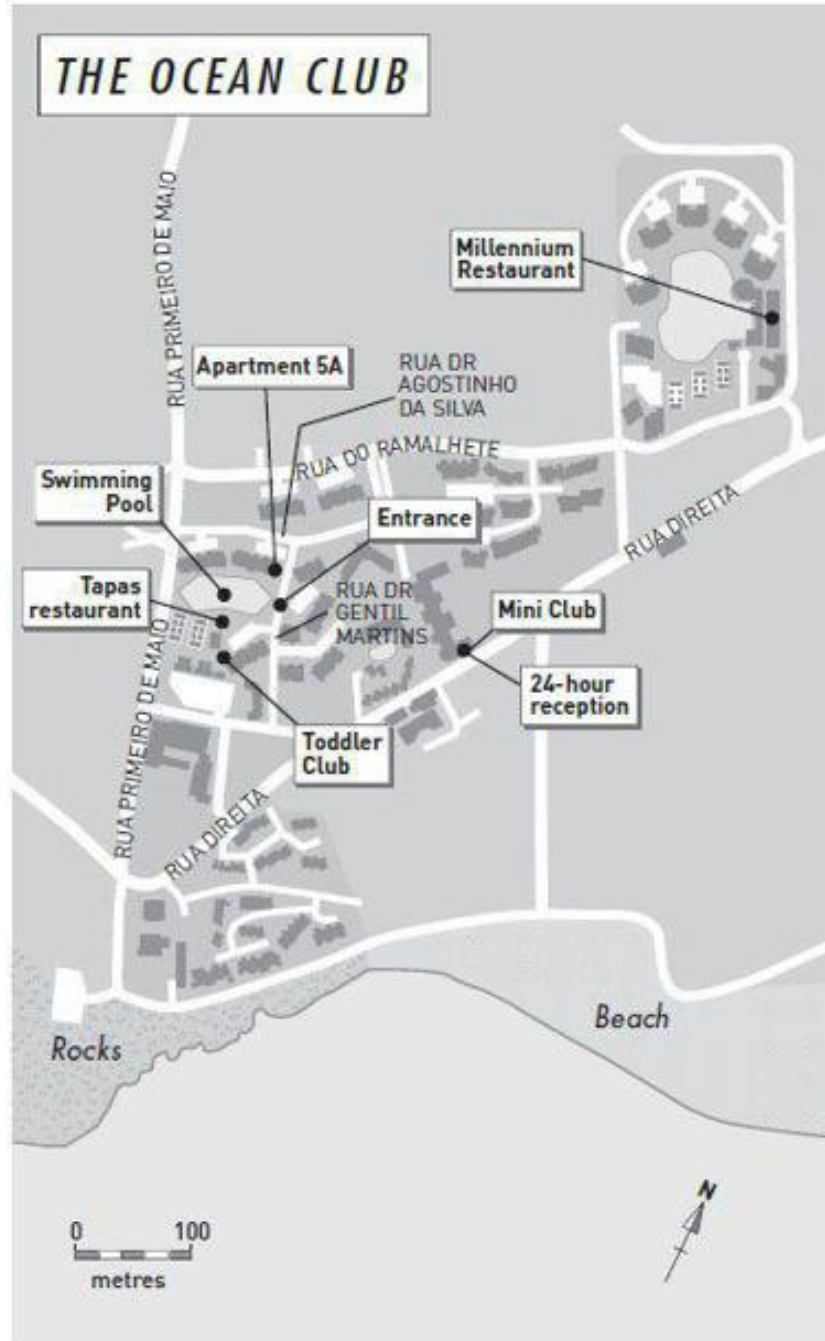 THE OCEAN CLUB
RUA PRIMEIRO DE MAIO
Millennium
Restaurant
Apartment 5A
RUA DR
AGOSTINHO
DA SILVA
RUA DO RAMALHETE
Swimming
Pool
Entrance
RUA DIREITA
Tapas
restaurant
RUA DR
GENTIL
MARTINS
Mini Club
24-hour
reception
Toddler
Club
RUA PRIMEIRO DE MAIO
RUA DIREITA
Beach
Rocks
N
0 100
metres